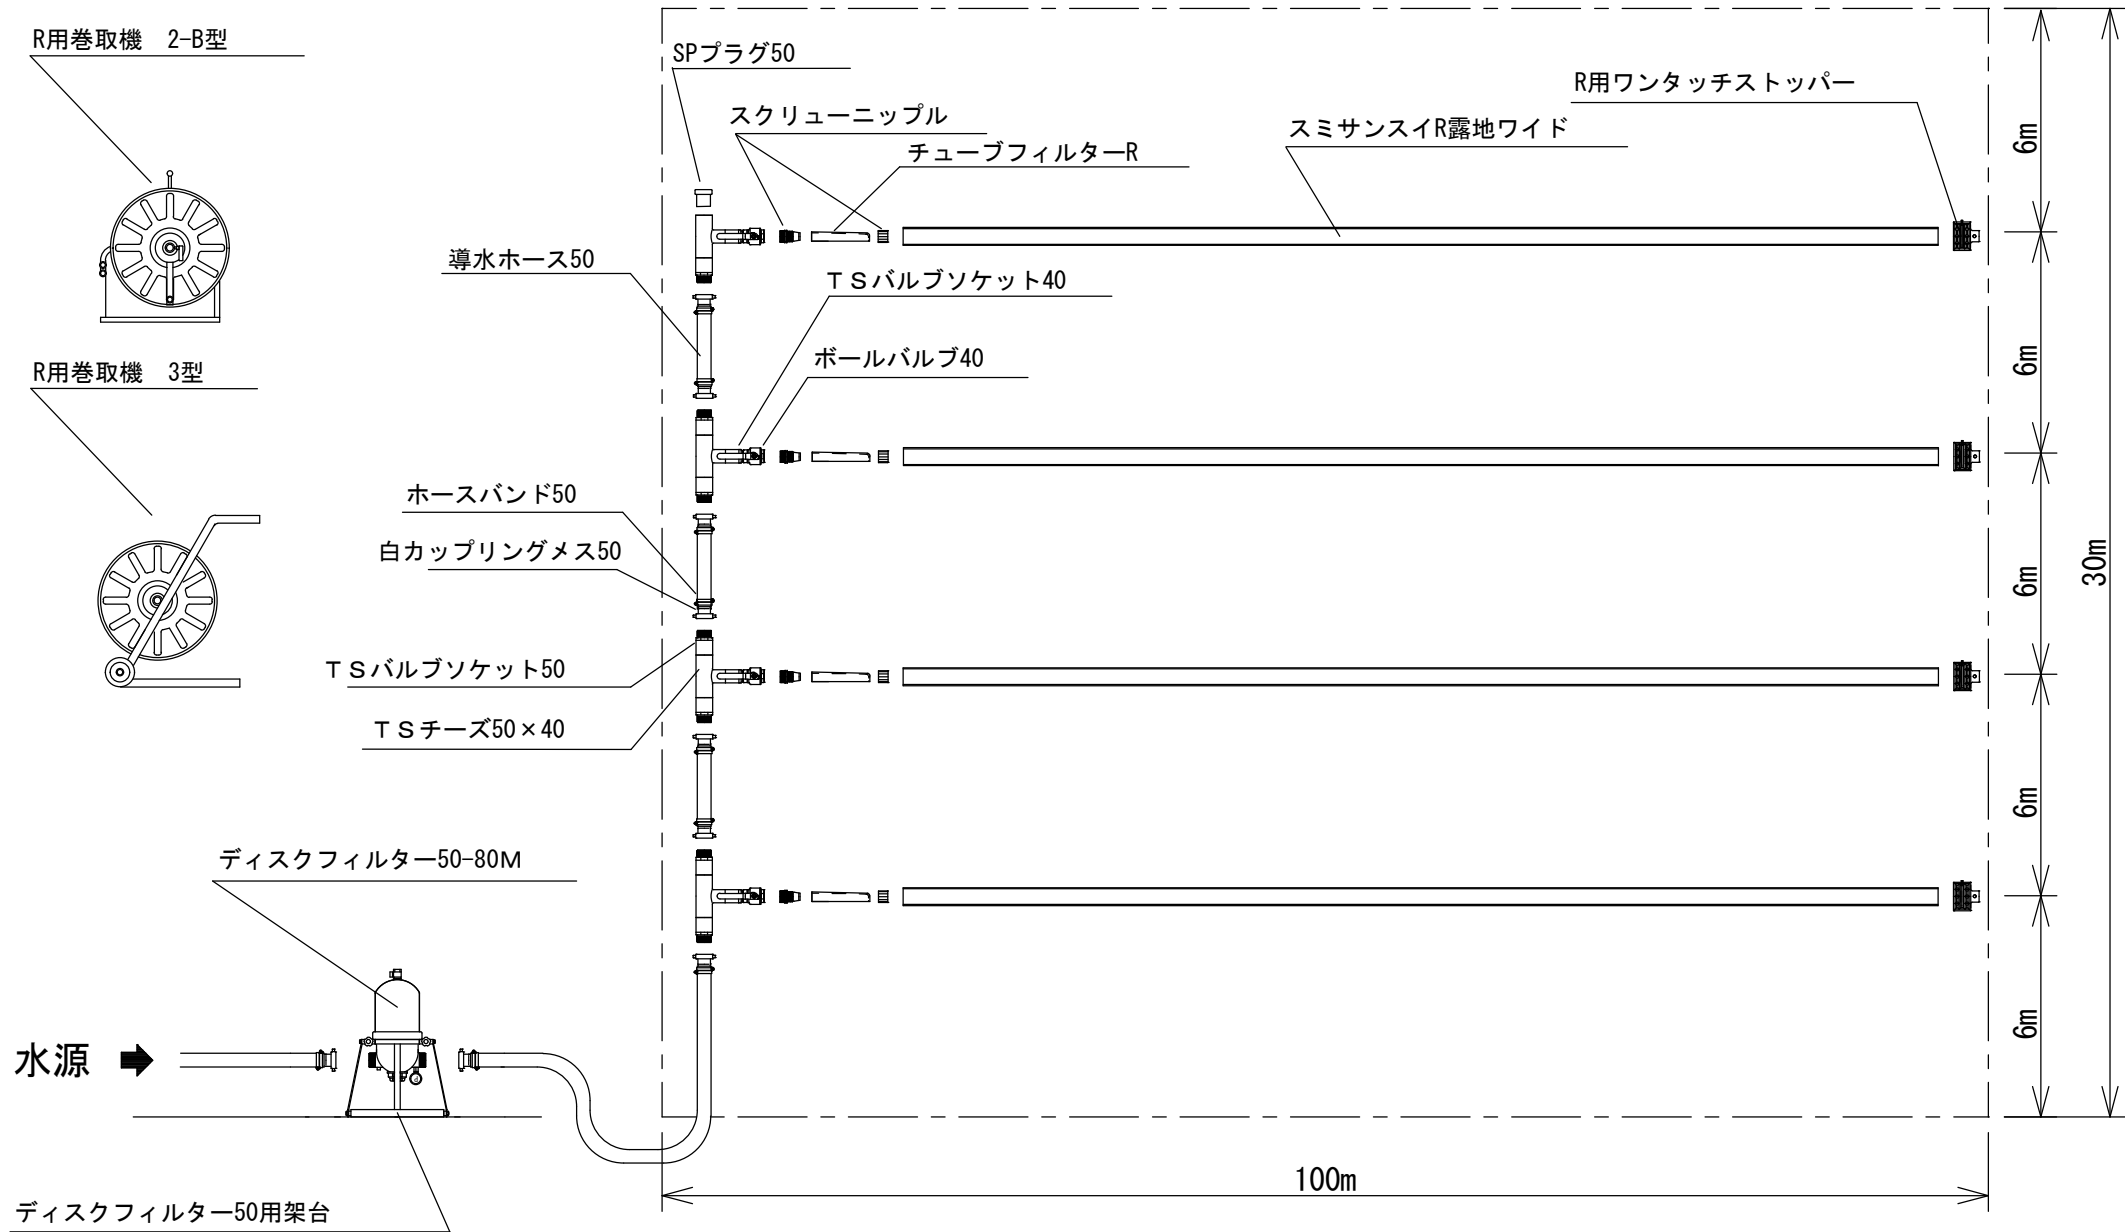 R用巻取機　2-B型
SPプラグ50
R用ワンタッチストッパー
スクリューニップル
スミサンスイR露地ワイド
チューブフィルターR
6m
導水ホース50
ＴＳバルブソケット40
ボールバルブ40
6m
R用巻取機　3型
ホースバンド50
白カップリングメス50
6m
30m
ＴＳバルブソケット50
ＴＳチーズ50×40
6m
ディスクフィルター50-80M
6m
水源
100m
ディスクフィルター50用架台